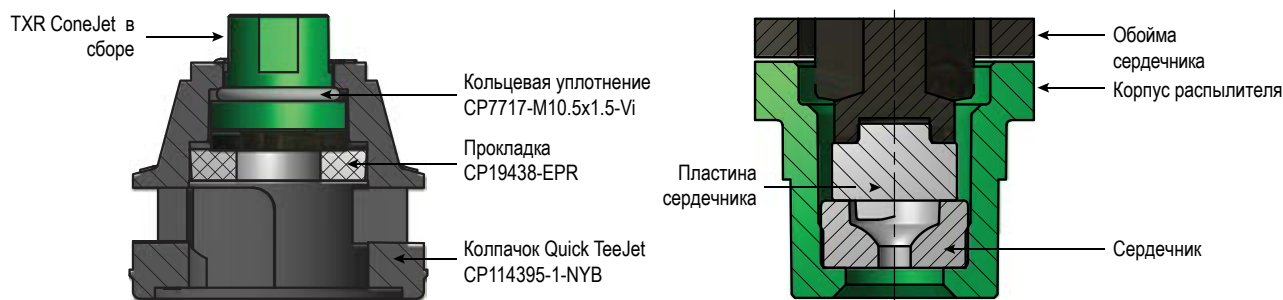 TXR ConeJet в
сборе
Кольцевая уплотнение
CP7717-M10.5x1.5-Vi
Прокладка
CP19438-EPR
Колпачок Quick TeeJet
CP114395-1-NYB
Обойма
сердечника
Корпус распылителя
Пластина
сердечника
Сердечник